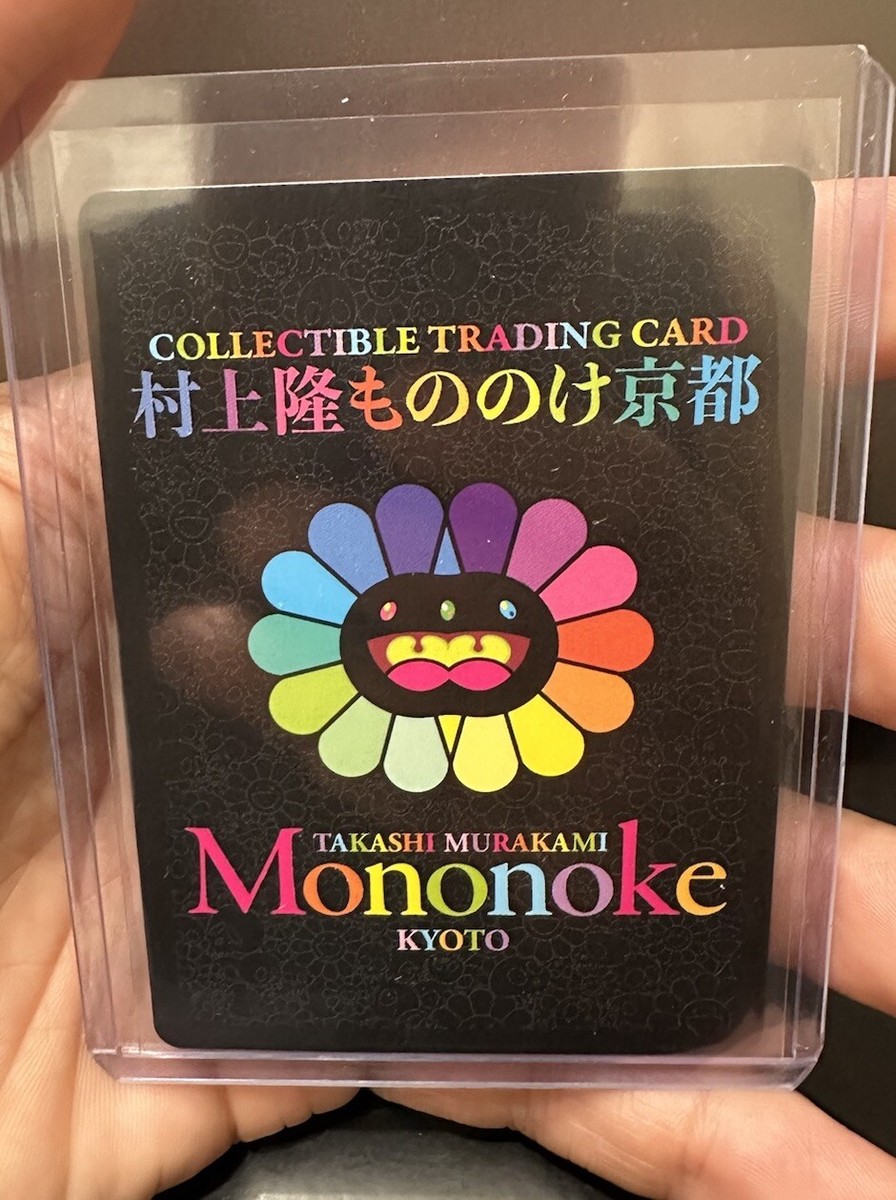 COLLECTIBLE TRADING CARD
村上隆もののけ京都
TAKASHI MURAKAMI
Mononoke
KYOTO